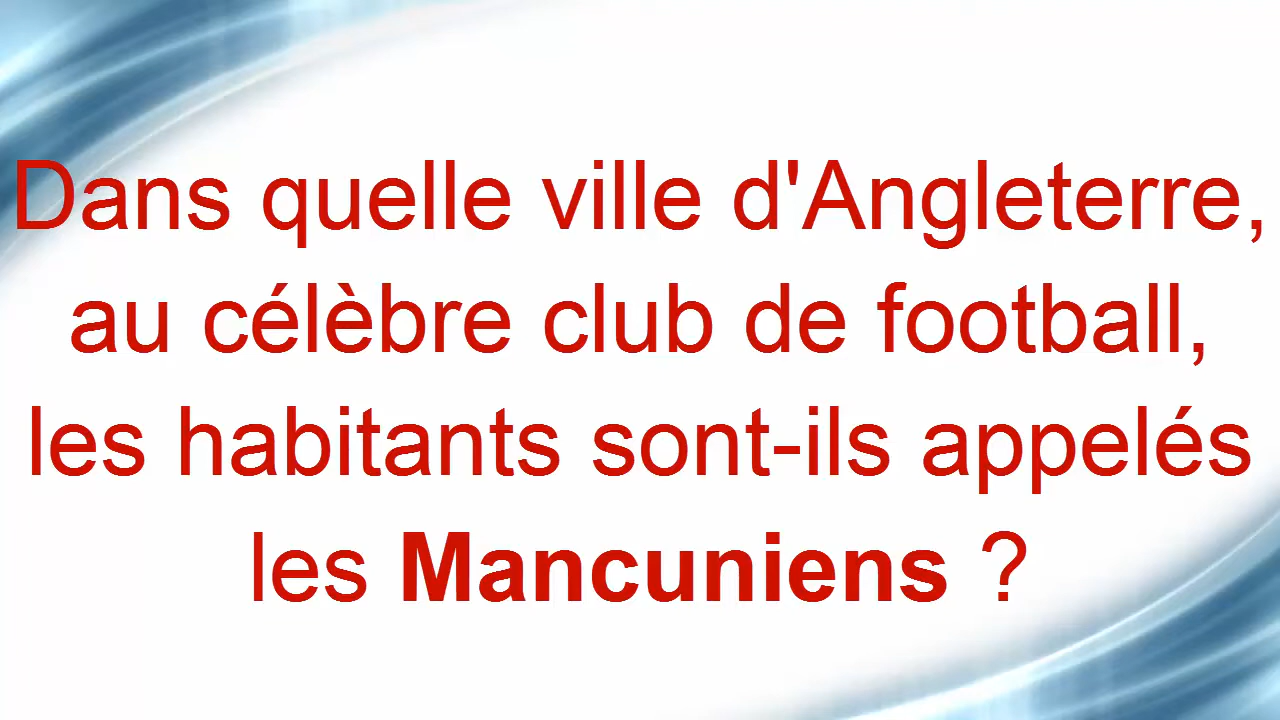 Dans quelle ville d'Angleterre,
au célèbre club de football,
les habitants sont-ils appelés
les Mancuniens ?